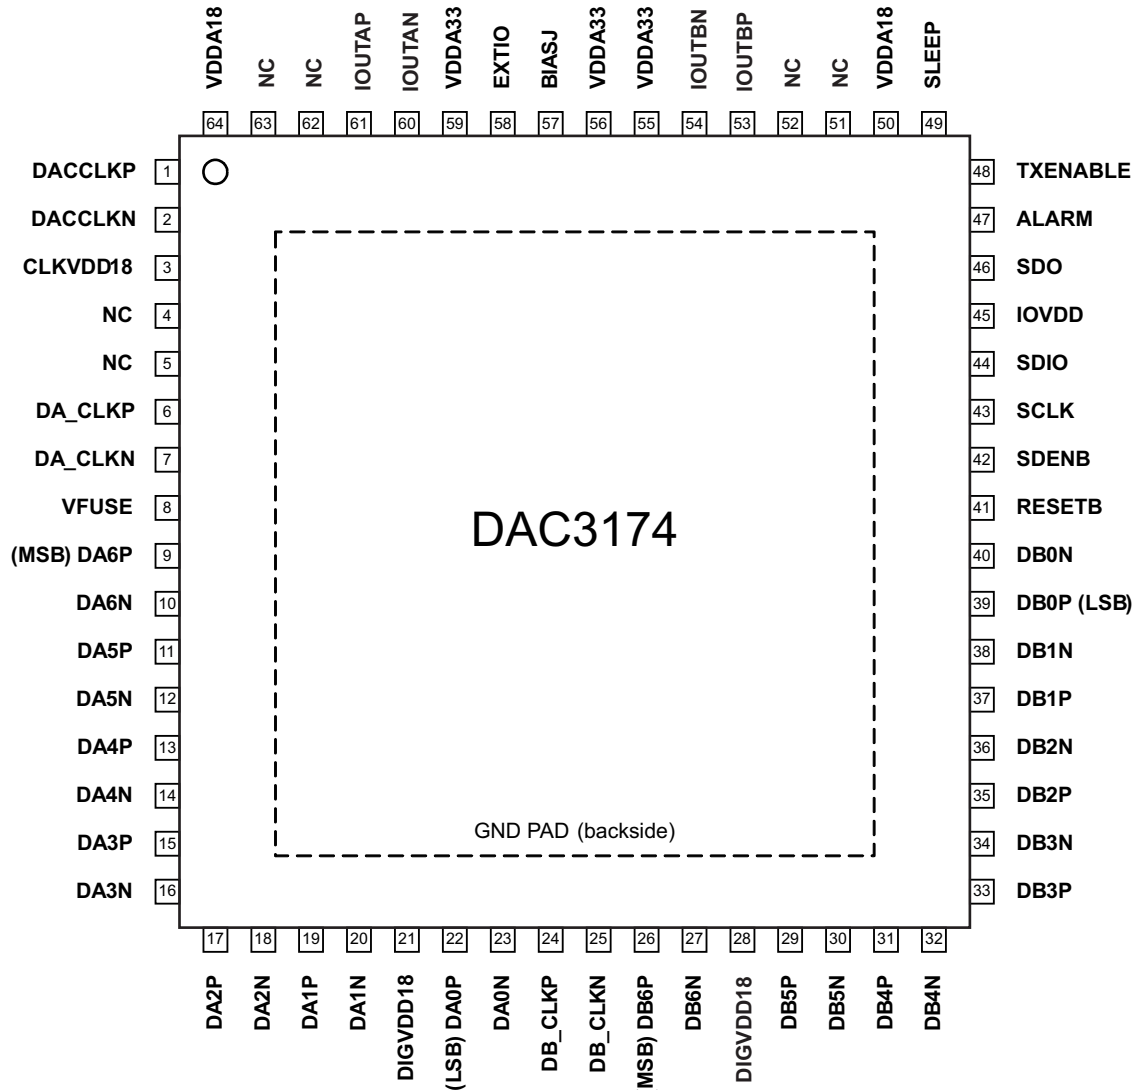 VDDA18
NC
NC
IOUTAP
IOUTAN
VDDA33
EXTIO
BIASJ
VDDA33
VDDA33
IOUTBN
IOUTBP
NC
NC
VDDA18
SLEEP
64 63 62 61 60 59 58 57 56 55 54 53 52 51 50 49
DACCLKP 1
DACCLKN 2
CLKVDD18 3
NC 4
NC 5
DA_CLKP 6
DA_CLKN 7
VFUSE 8
(MSB) DA6P 9
DA6N 10
DA5P 11
DA5N 12
DA4P 13
DA4N 14
DA3P 15
DA3N 16
DAC3174
GND PAD (backside)
48 TXENABLE
47 ALARM
46 SDO
45 IOVDD
44 SDIO
43 SCLK
42 SDENB
41 RESETB
40 DB0N
39 DB0P (LSB)
38 DB1N
37 DB1P
36 DB2N
35 DB2P
34 DB3N
33 DB3P
17 18 19 20 21 22 23 24 25 26 27 28 29 30 31 32
DA2P
DA2N
DA1P
DA1N
DIGVDD18
(LSB) DA0P
DA0N
DB_CLKP
DB_CLKN
MSB) DB6P
DB6N
DIGVDD18
DB5P
DB5N
DB4P
DB4N